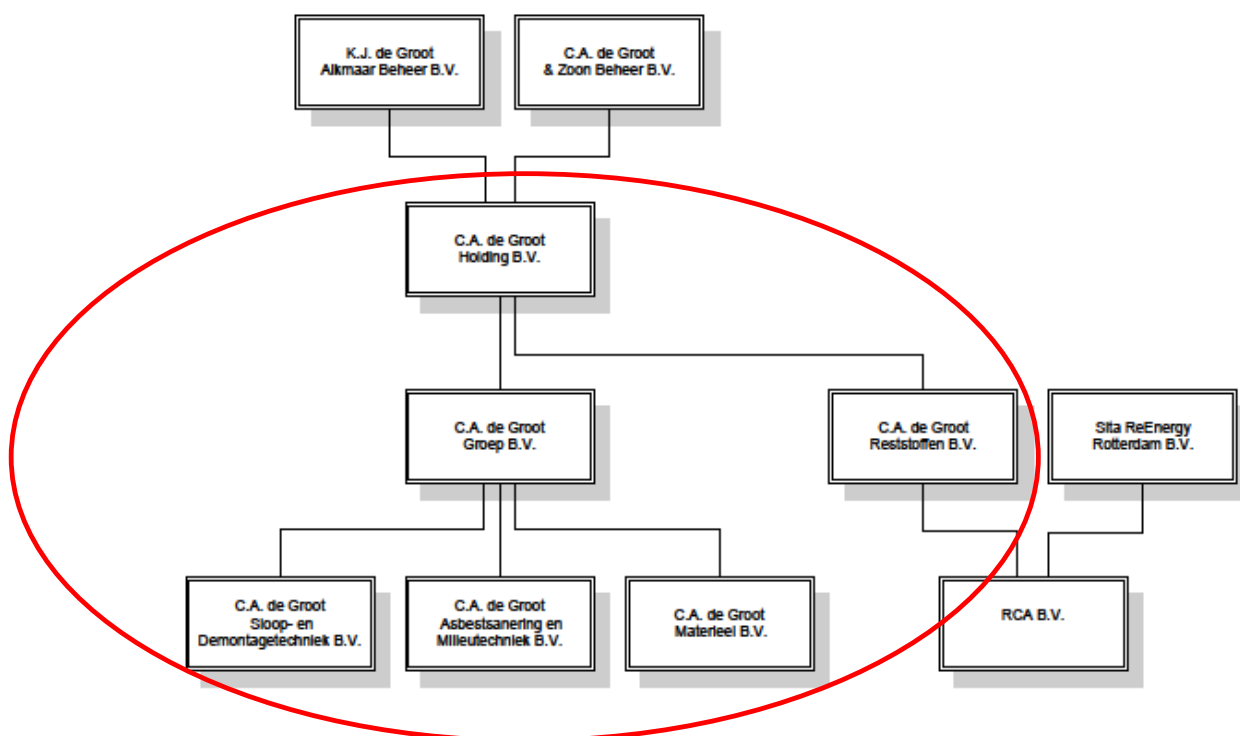 K.J. de Groot
Alkmaar Beheer B.V.
C.A. de Groot
& Zoon Beheer B.V.
C.A. de Groot
Holding B.V.
C.A. de Groot
Groep B.V.
C.A. de Groot
Reststoffen B.V.
Sita ReEnergy
Rotterdam B.V.
C.A. de Groot
Sloop- en
Demontagetechniek B.V.
C.A. de Groot
Asbestsanering en
Milieutechniek B.V.
C.A. de Groot
Materieel B.V.
RCA B.V.